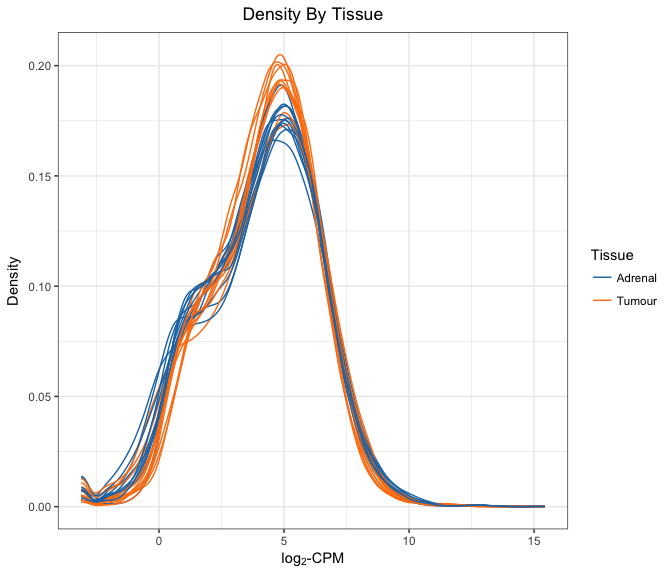 Density By Tissue
0.20
0.15
0.10
0.05
0.00
Density
0 5 10 15
log₂-CPM
Tissue
Adrenal
Tumour